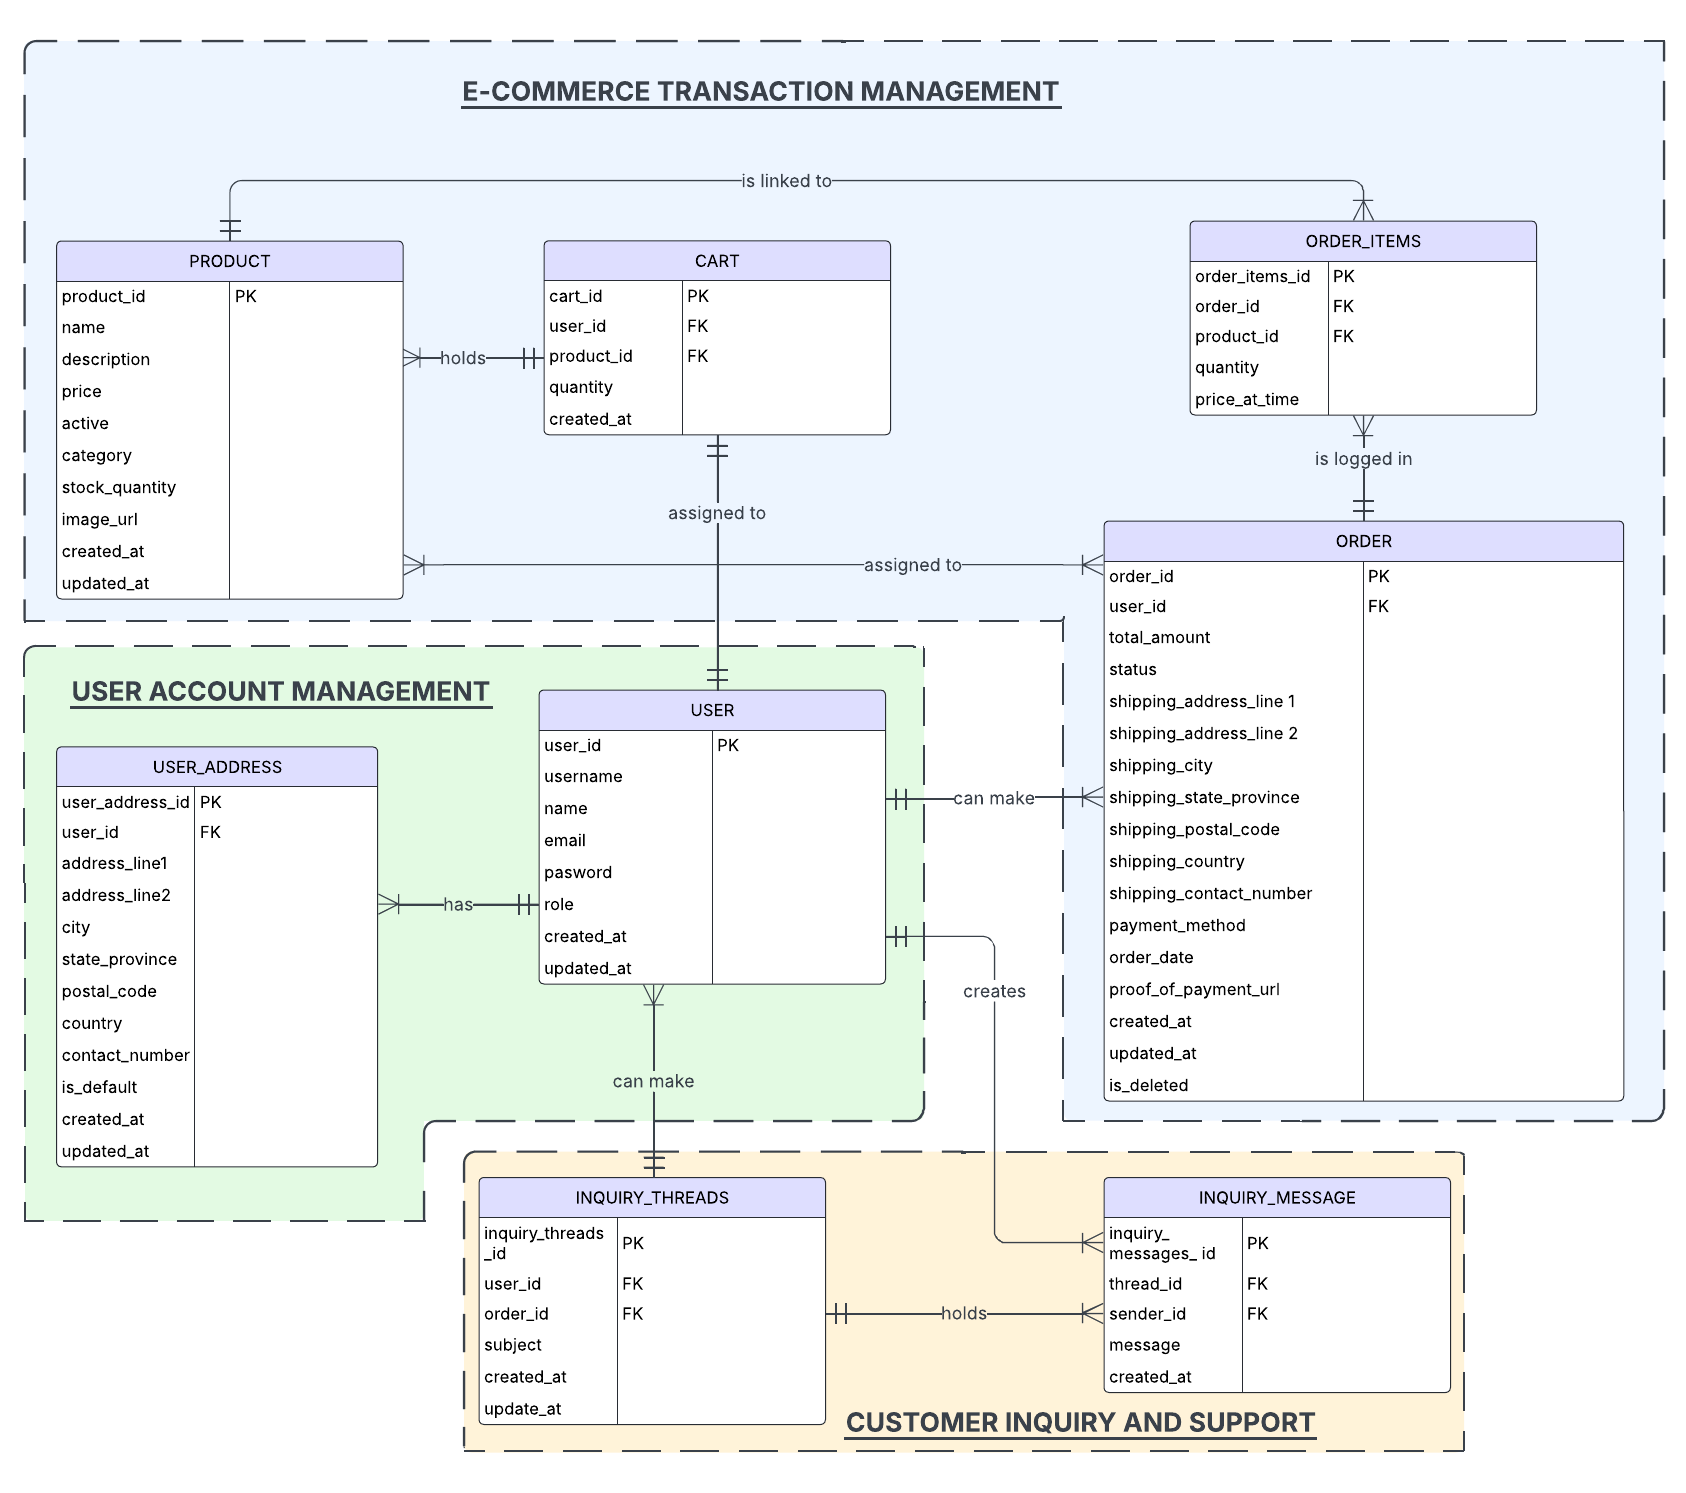 E-COMMERCE TRANSACTION MANAGEMENT
is linked to
PRODUCT
product_id PK
name
description
price
active
category
stock_quantity
image_url
created_at
updated_at
holds
CART
cart_id PK
user_id FK
product_id FK
quantity
created_at
ORDER_ITEMS
order_items_id PK
order_id FK
product_id FK
quantity
price_at_time
is logged in
assigned to
assigned to
ORDER
order_id PK
user_id FK
total_amount
status
shipping_address_line 1
shipping_address_line 2
shipping_city
shipping_state_province
shipping_postal_code
shipping_country
shipping_contact_number
payment_method
order_date
proof_of_payment_url
created_at
updated_at
is_deleted
USER ACCOUNT MANAGEMENT
USER_ADDRESS
user_address_id PK
user_id FK
address_line1
address_line2
city
state_province
postal_code
country
contact_number
is_default
created_at
updated_at
has
USER
user_id PK
username
name
email
pasword
role
created_at
updated_at
can make
creates
can make
INQUIRY_THREADS
inquiry_threads
_id PK
user_id FK
order_id FK
subject
created_at
update_at
holds
INQUIRY_MESSAGE
inquiry_
messages_ id PK
thread_id FK
sender_id FK
message
created_at
CUSTOMER INQUIRY AND SUPPORT